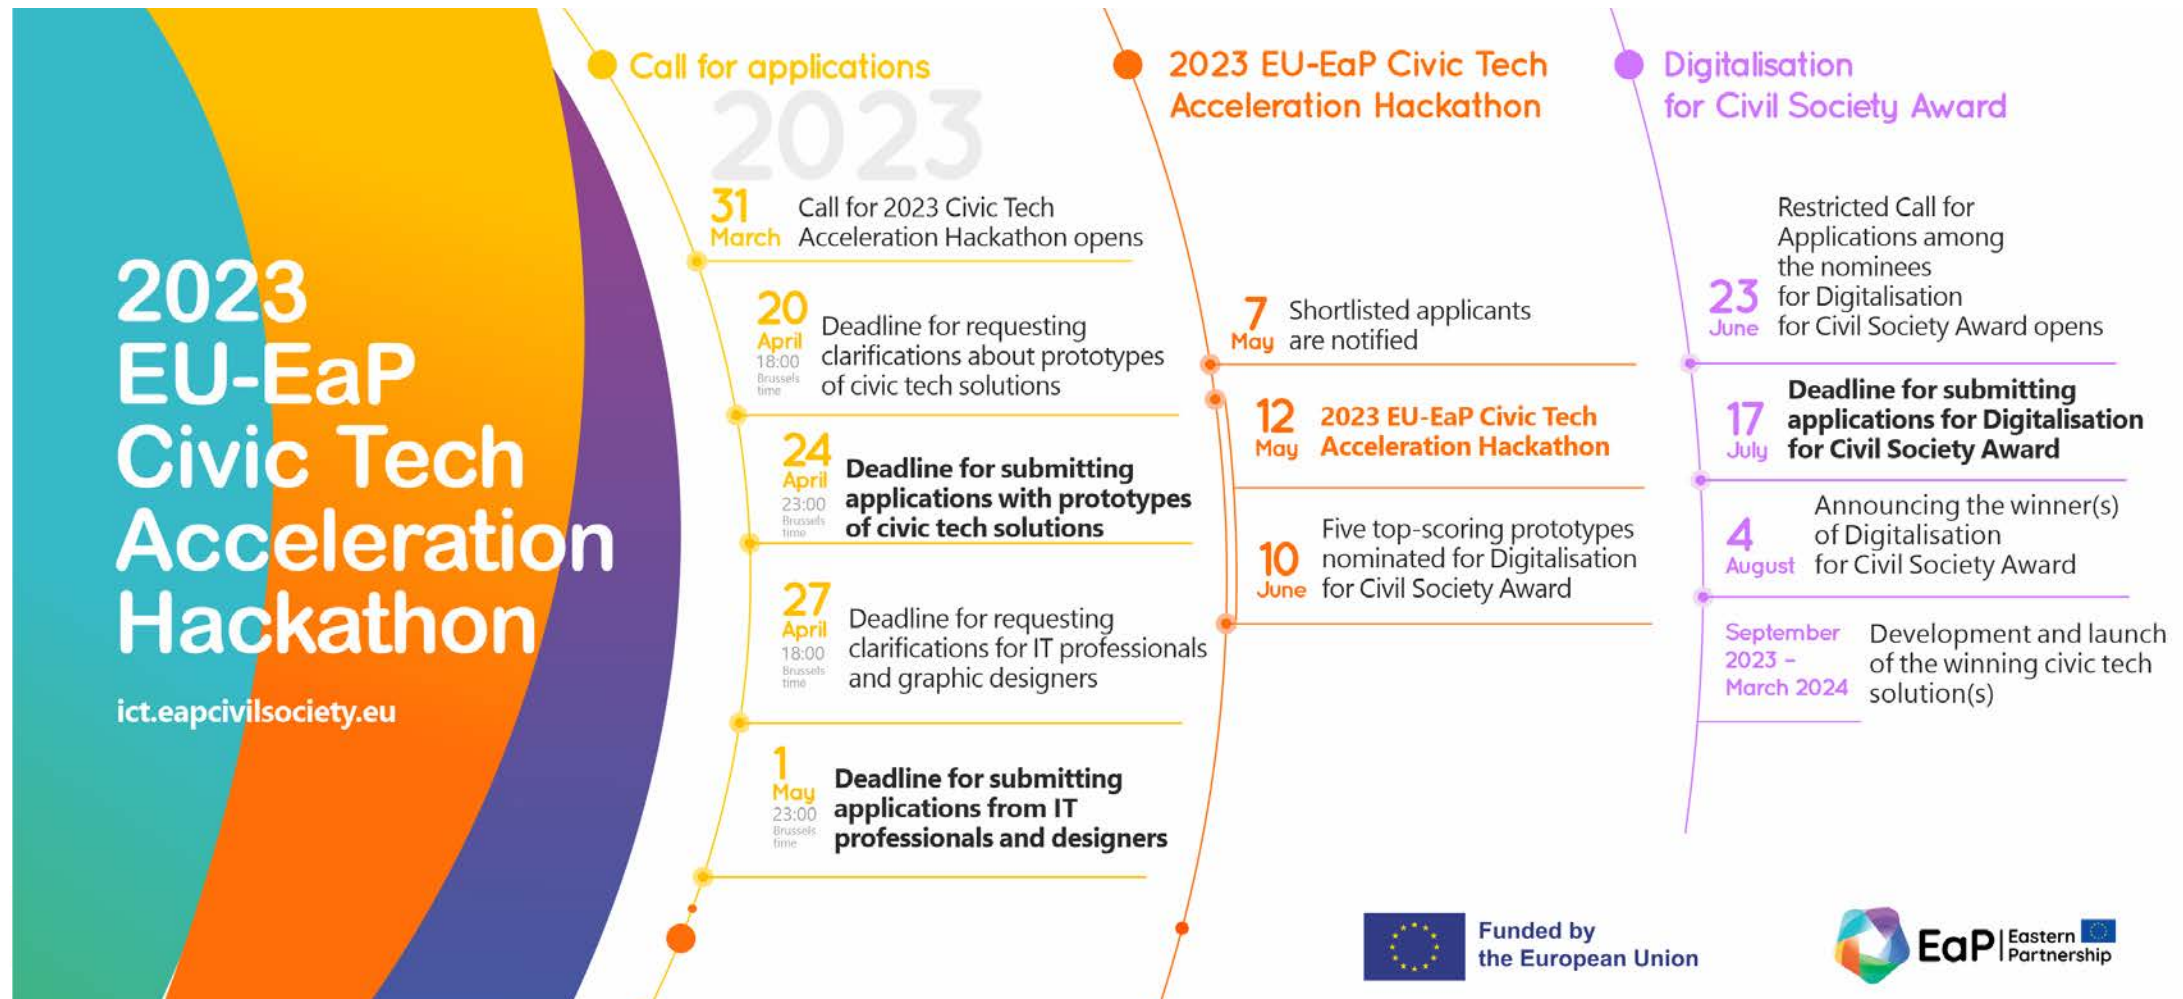 2023
EU-EaP
Civic Tech
Acceleration
Hackathon
ict.eapcivilsociety.eu
Call for applications
2023
31
March
Call for 2023 Civic Tech
Acceleration Hackathon opens
20
April
18:00
Brussels
time
Deadline for requesting
clarifications about prototypes
of civic tech solutions
24
April
23:00
Brussels
time
Deadline for submitting
applications with prototypes
of civic tech solutions
27
April
18:00
Brussels
time
Deadline for requesting
clarifications for IT professionals
and graphic designers
1
May
23:00
Brussels
time
Deadline for submitting
applications from IT
professionals and designers
2023 EU-EaP Civic Tech
Acceleration Hackathon
7
May
Shortlisted applicants
are notified
12
May
2023 EU-EaP Civic Tech
Acceleration Hackathon
10
June
Five top-scoring prototypes
nominated for Digitalisation
for Civil Society Award
Digitalisation
for Civil Society Award
23
June
Restricted Call for
Applications among
the nominees
for Digitalisation
for Civil Society Award opens
17
July
Deadline for submitting
applications for Digitalisation
for Civil Society Award
4
August
Announcing the winner(s)
of Digitalisation
for Civil Society Award
September
2023 –
March 2024
Development and launch
of the winning civic tech
solution(s)
Funded by
the European Union
EaP
Eastern
Partnership